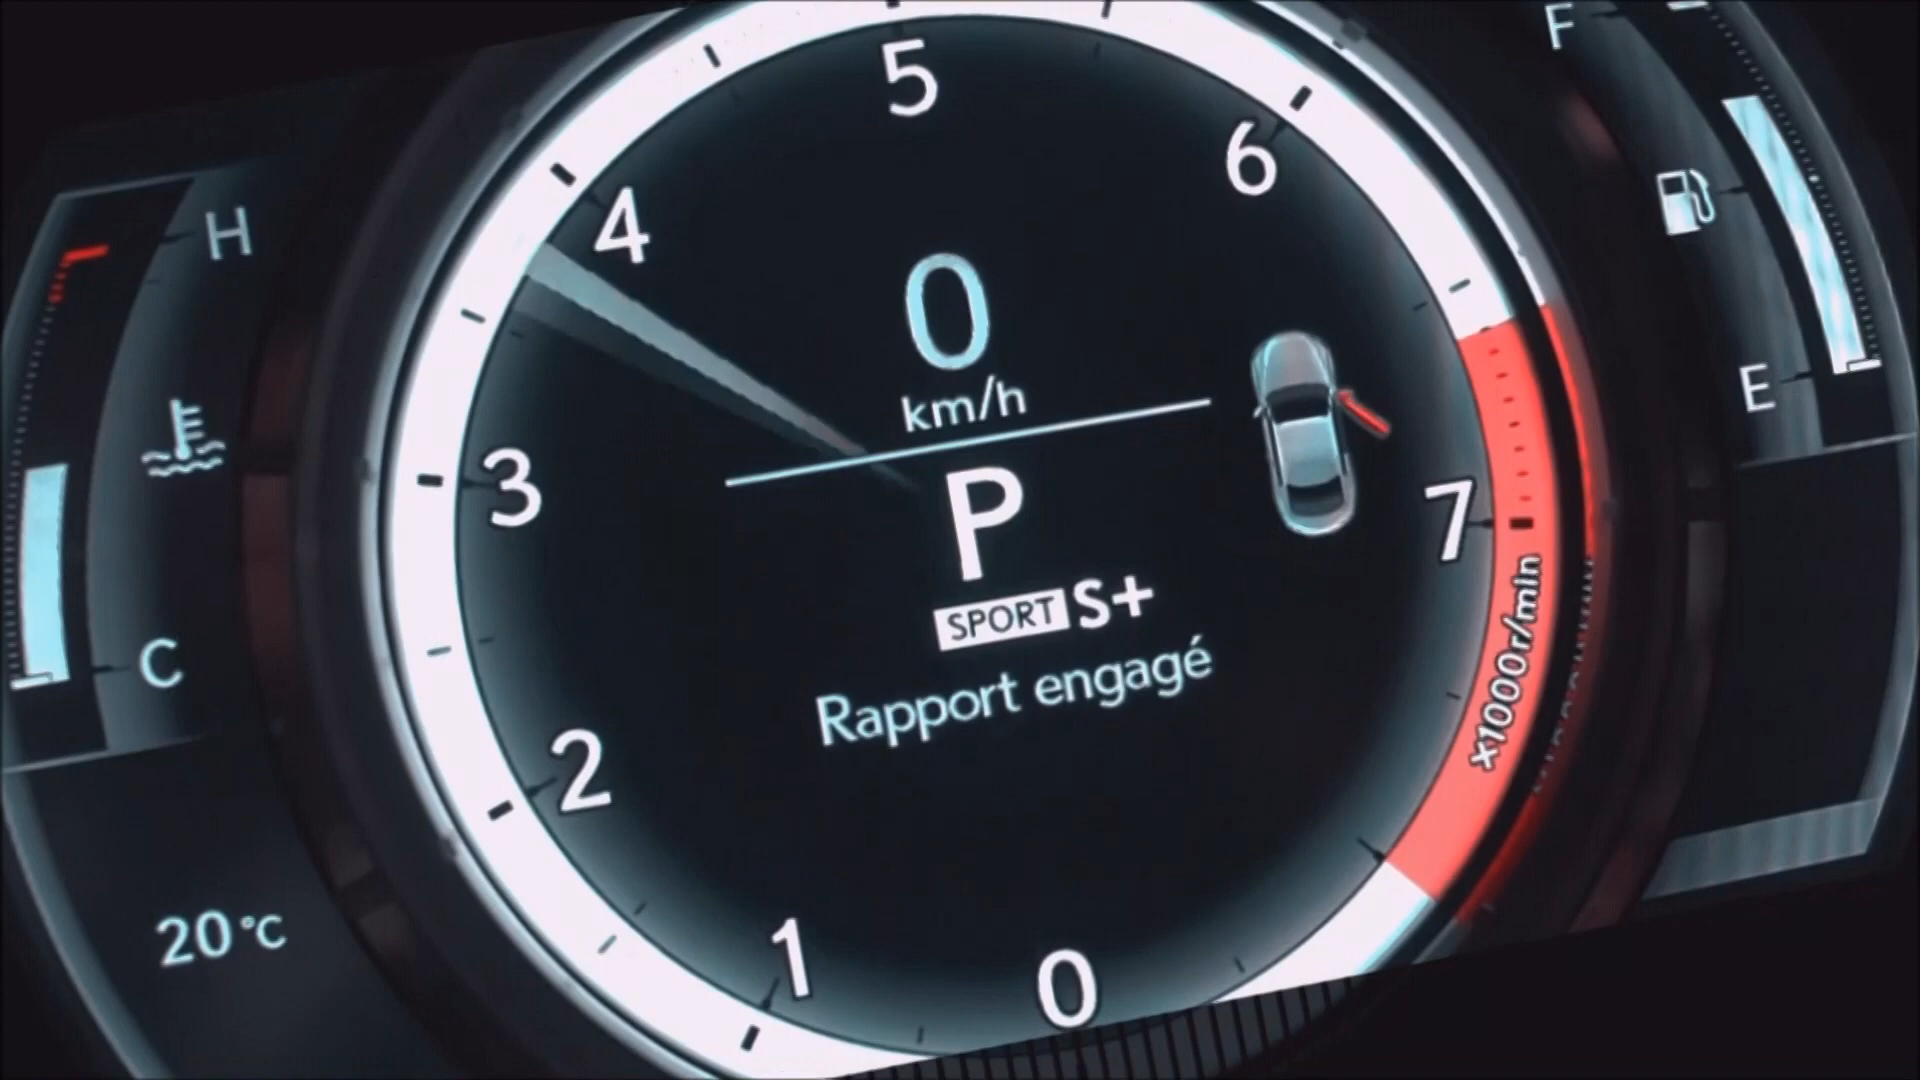 5
6
4
3
2
1
0
7
x1000r/min
0
km/h
P
SPORT S+
Rapport engagé
H
C
20°C
F
E